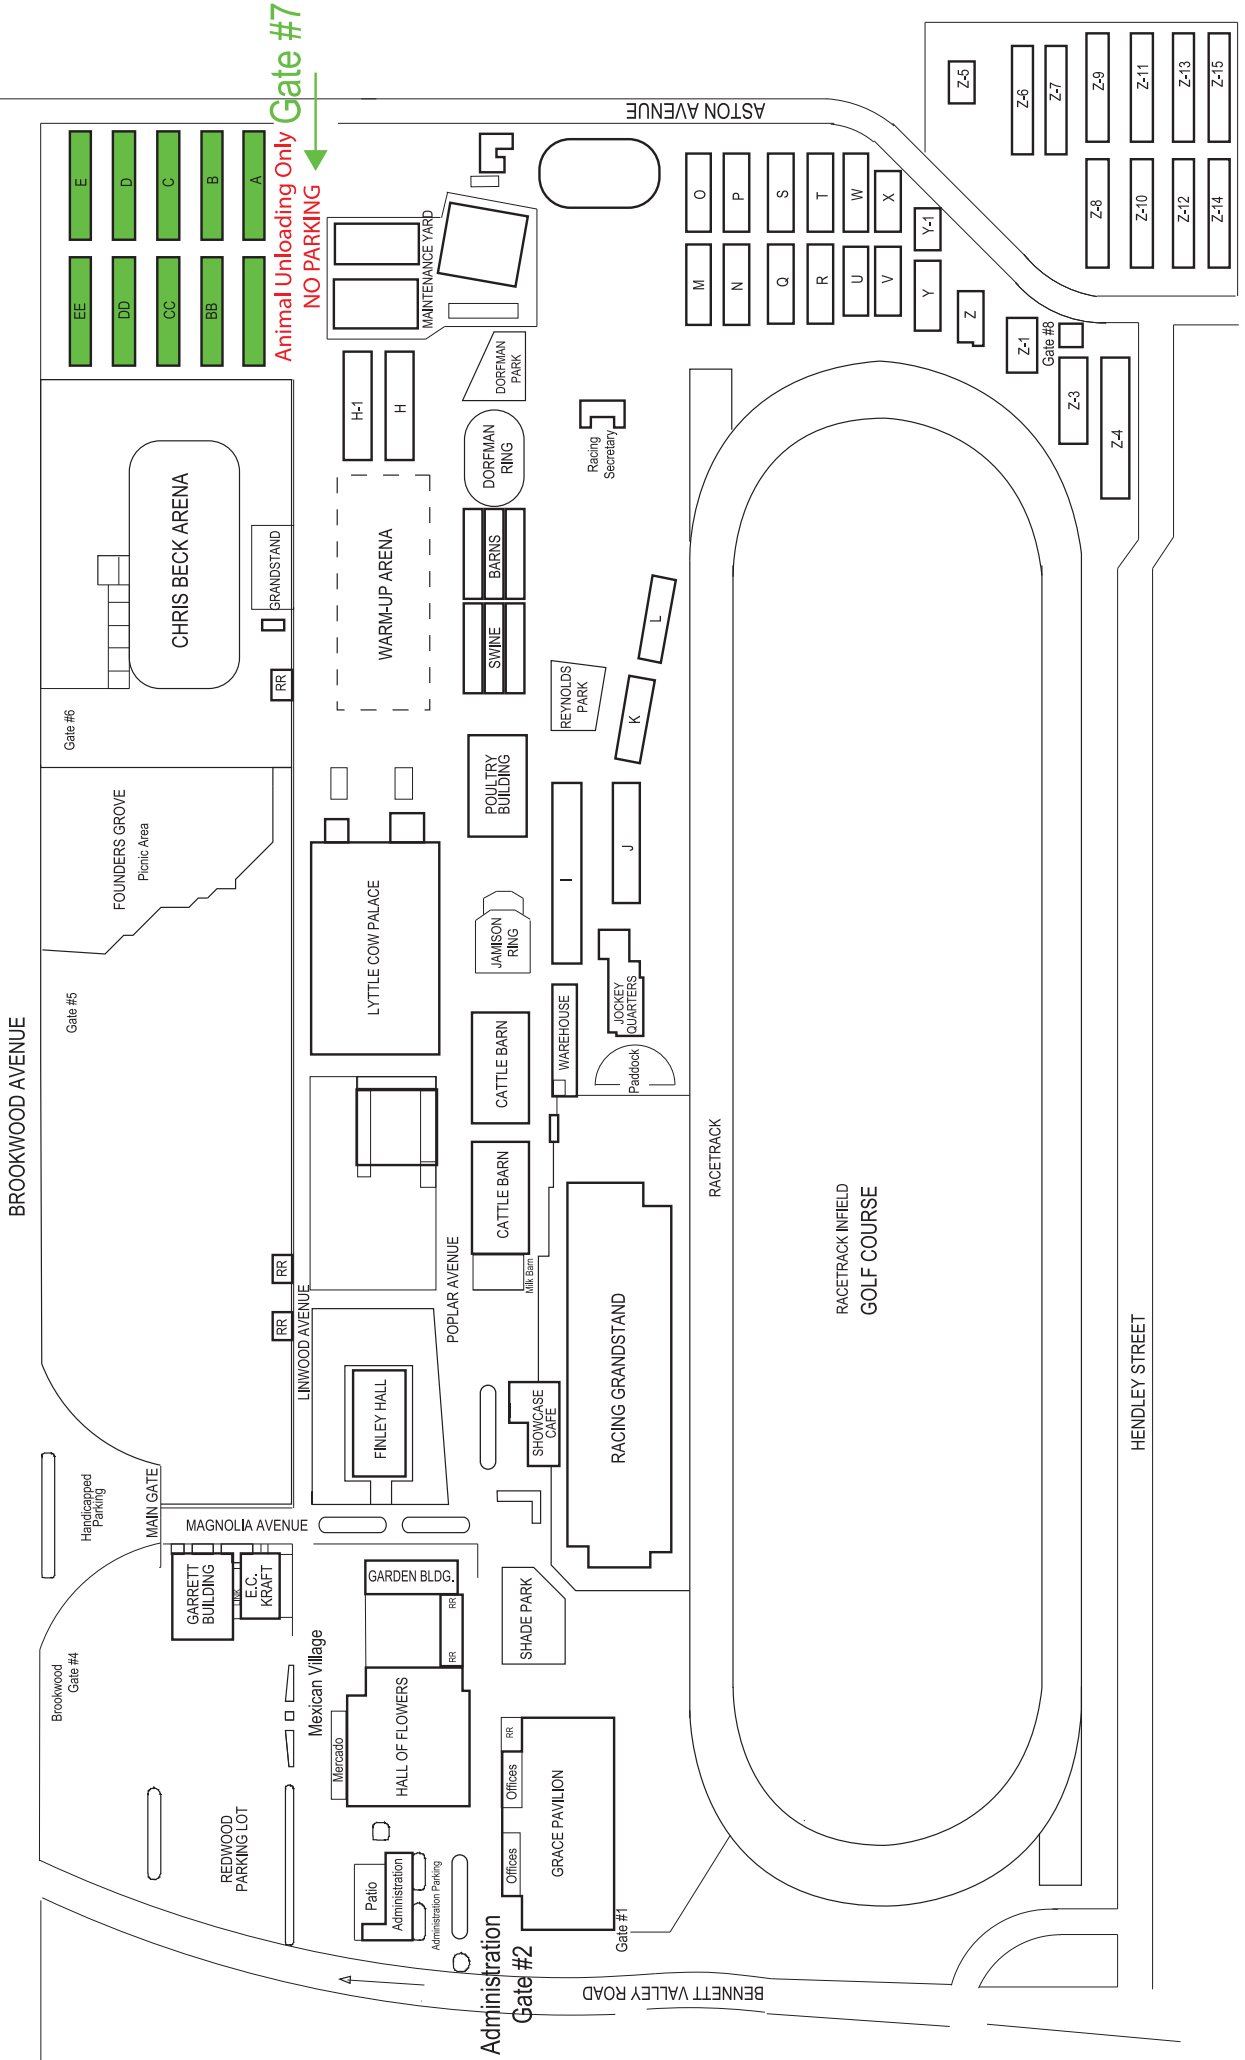 Gate #7
Animal Unloading Only
NO PARKING
ASTON AVENUE
E
D
C
B
A
EE
DD
CC
BB
MAINTENANCE YARD
O
P
S
T
W
X
Y-1
M
N
Q
R
U
V
Y
Z
Z-1
Gate #8
Z-3
Z-4
Z-5
Z-6
Z-7
Z-9
Z-11
Z-13
Z-15
Z-8
Z-10
Z-12
Z-14
H-1
H
DORFMAN
PARK
DORFMAN
RING
Racing
Secretary
CHRIS BECK ARENA
GRANDSTAND
RR
WARM-UP ARENA
BARNS
SWINE
L
K
REYNOLDS
PARK
Gate #6
FOUNDERS GROVE
Picnic Area
POULTRY
BUILDING
I
J
LYTTLE COW PALACE
JAMISON
RING
JOCKEY
QUARTERS
Gate #5
BROOKWOOD AVENUE
CATTLE BARN
WAREHOUSE
Paddock
CATTLE BARN
Milk Barn
RR
RR
LINWOOD AVENUE
POPLAR AVENUE
RACETRACK
RACETRACK INFIELD
GOLF COURSE
HENDLEY STREET
FINLEY HALL
SHOWCASE
CAFE
RACING GRANDSTAND
Handicapped
Parking
MAIN GATE
MAGNOLIA AVENUE
GARRETT
BUILDING
LINK
E.C.
KRAFT
GARDEN BLDG.
RR
RR
SHADE PARK
Brookwood
Gate #4
Mexican Village
Mercado
HALL OF FLOWERS
RR
Offices
Offices
GRACE PAVILION
REDWOOD
PARKING LOT
Patio
Administration
Administration Parking
Administration
Gate #2
Gate #1
BENNETT VALLEY ROAD